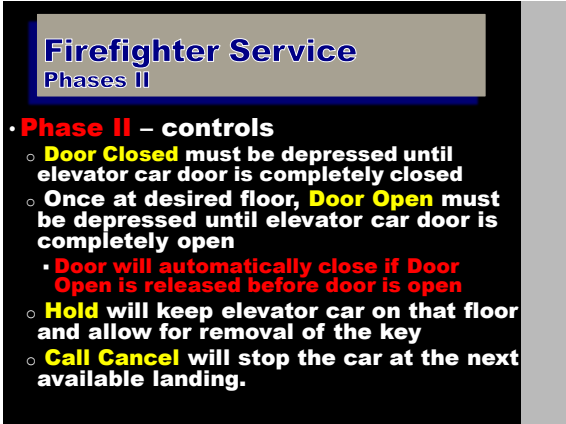 Firefighter Service
Phases II
• Phase II – controls
○ Door Closed must be depressed until
elevator car door is completely closed
○ Once at desired floor, Door Open must
be depressed until elevator car door is
completely open
▪ Door will automatically close if Door
Open is released before door is open
○ Hold will keep elevator car on that floor
and allow for removal of the key
○ Call Cancel will stop the car at the next
available landing.